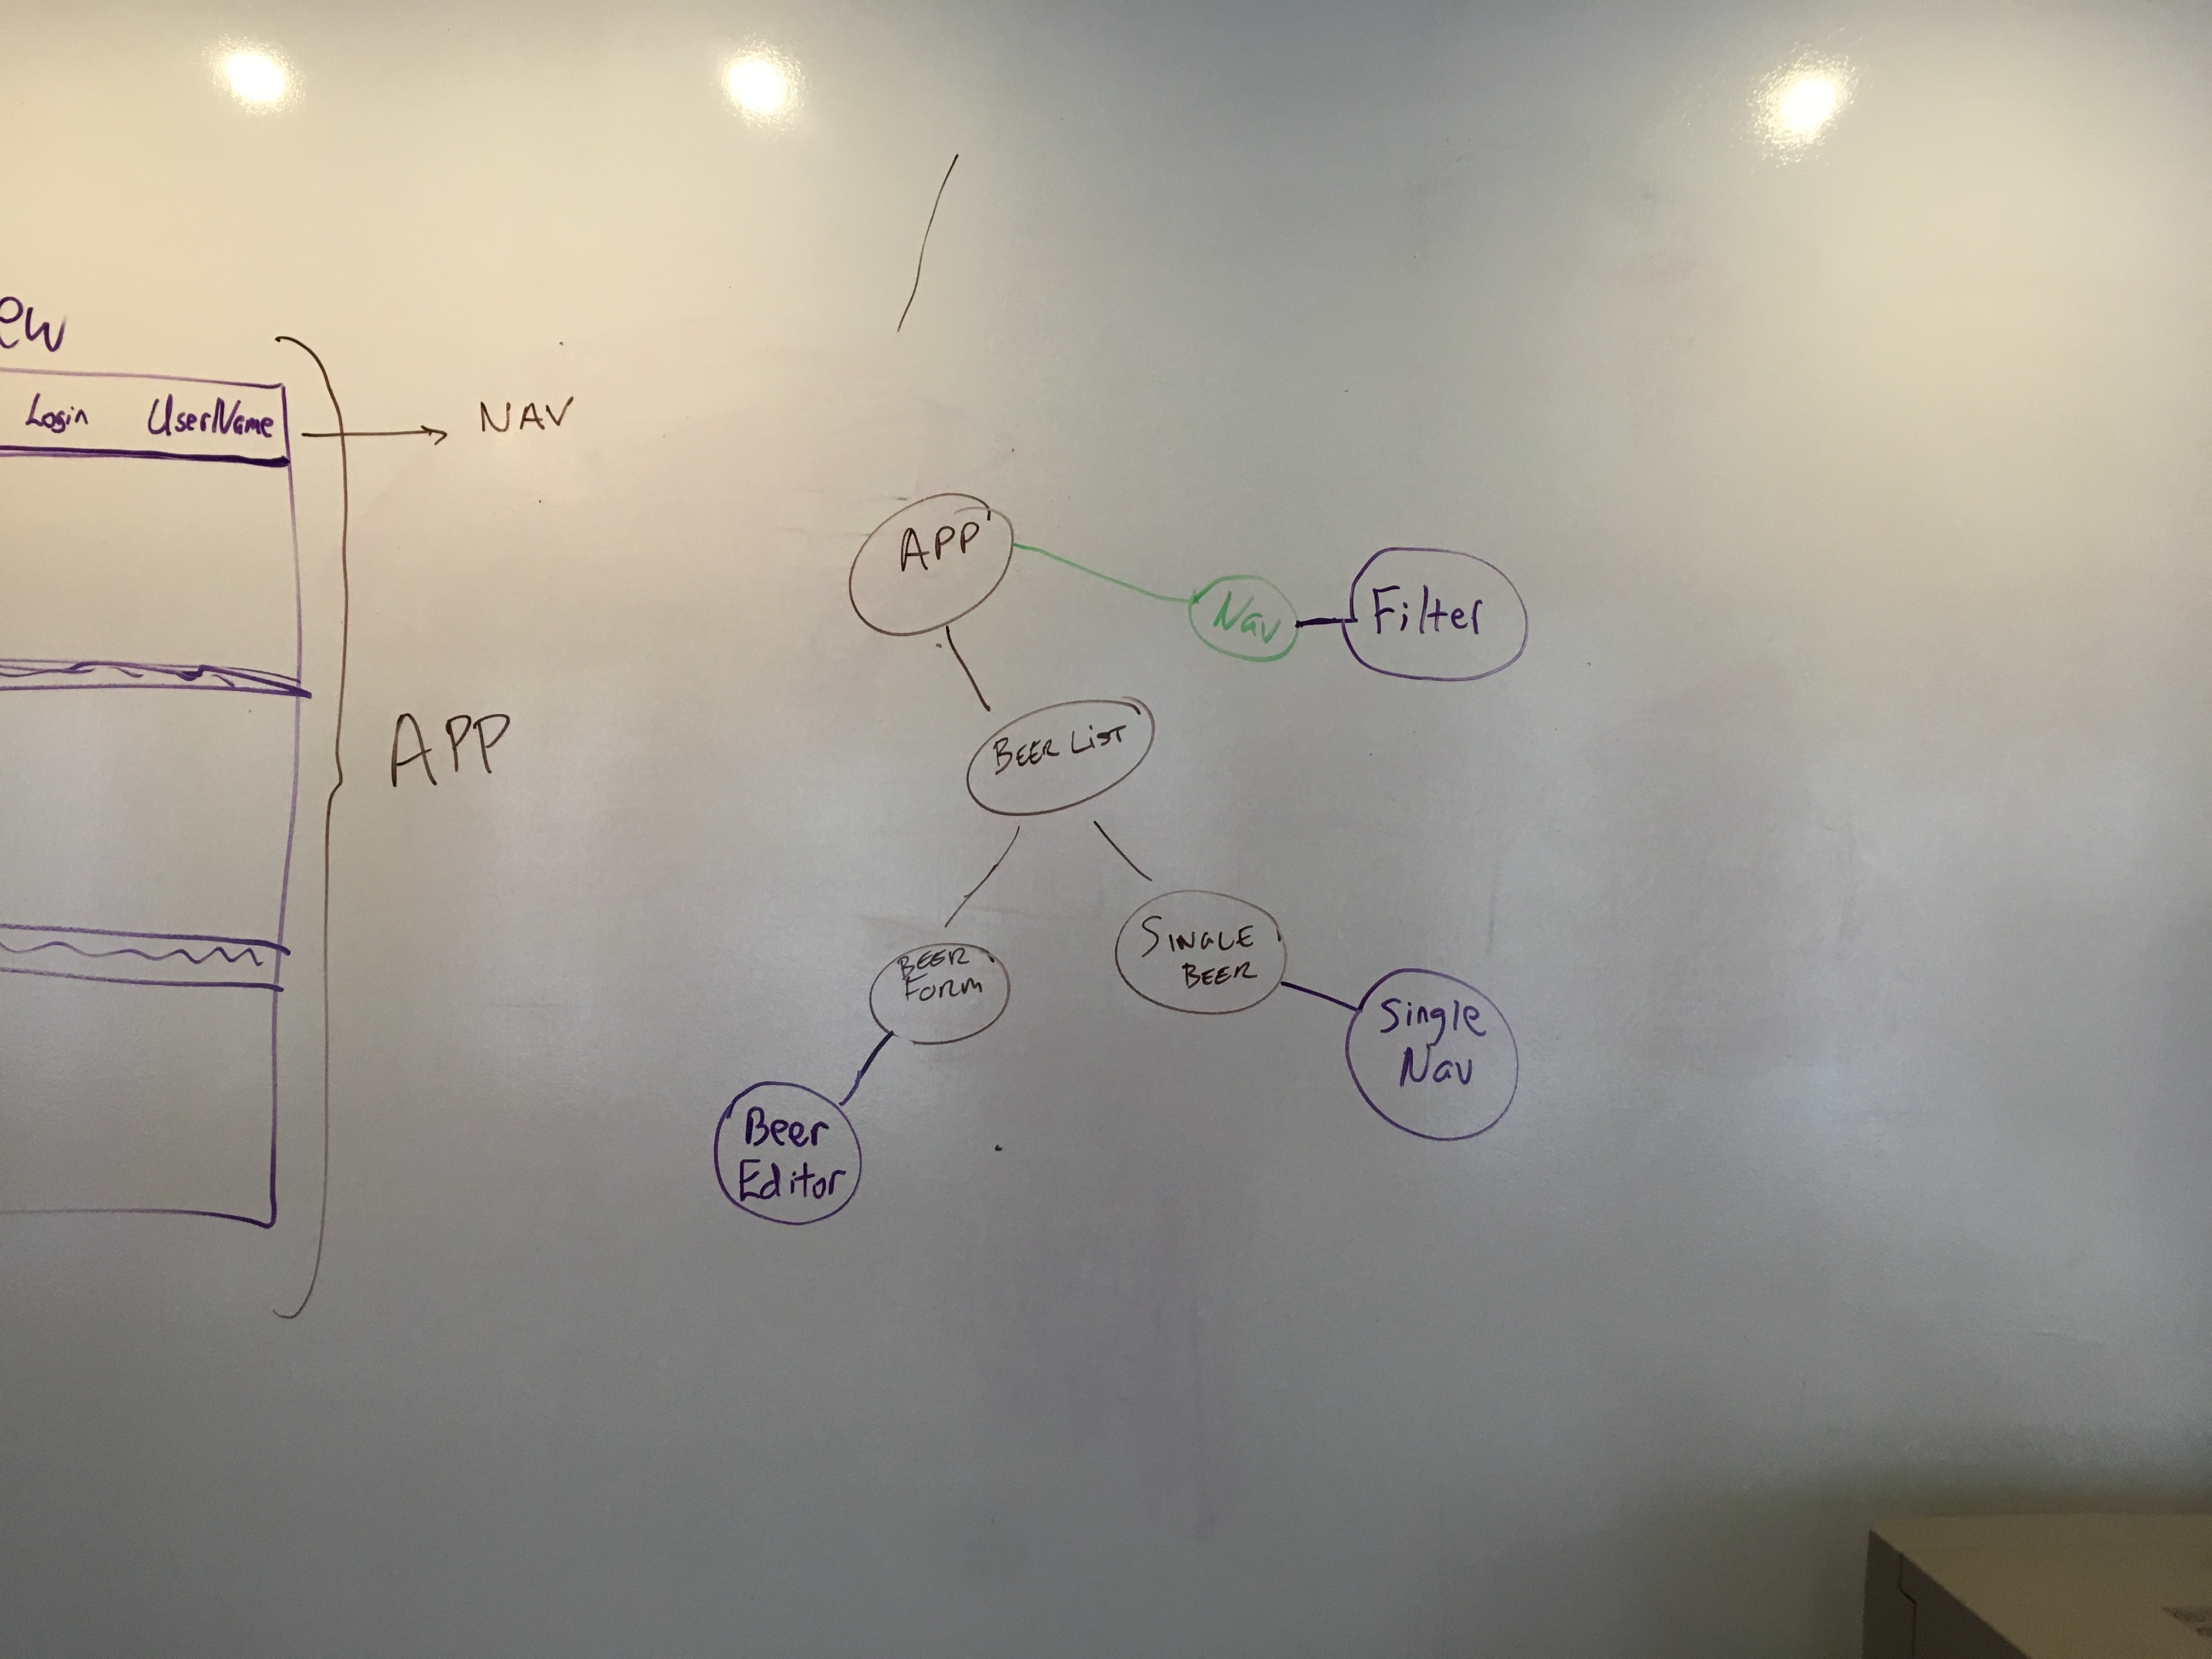 ew
Login UserName
NAV
APP
APP
Nav
Filter
BEER LIST
BEER
FORM
SINGLE
BEER
Single
Nav
Beer
Editor